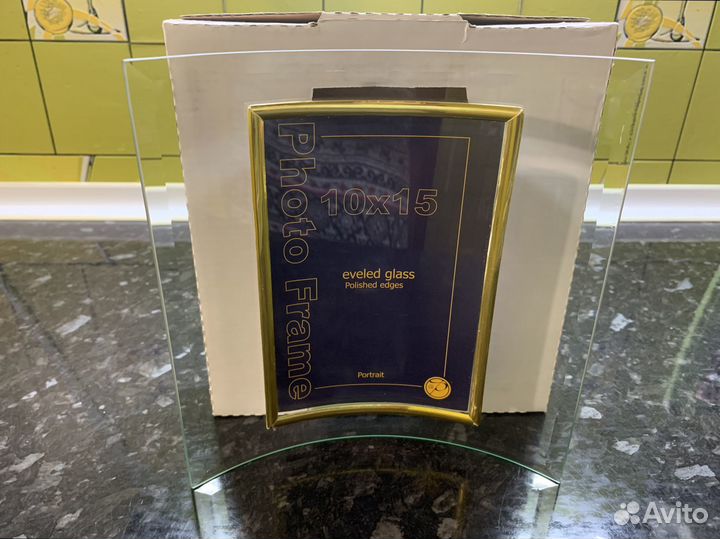 Photo Frame
10x15
eveled glass
Polished edges
Portrait
Avito